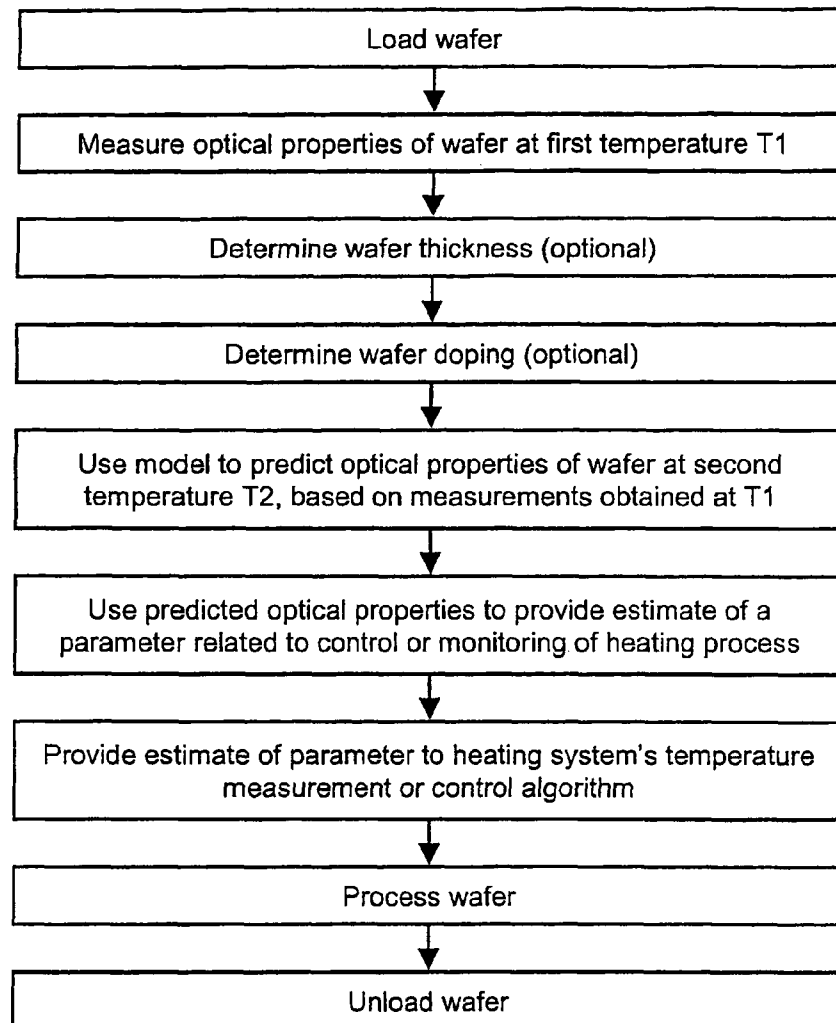 Load wafer
Measure optical properties of wafer at first temperature T1
Determine wafer thickness (optional)
Determine wafer doping (optional)
Use model to predict optical properties of wafer at second
temperature T2, based on measurements obtained at T1
Use predicted optical properties to provide estimate of a
parameter related to control or monitoring of heating process
Provide estimate of parameter to heating system's temperature
measurement or control algorithm
Process wafer
Unload wafer